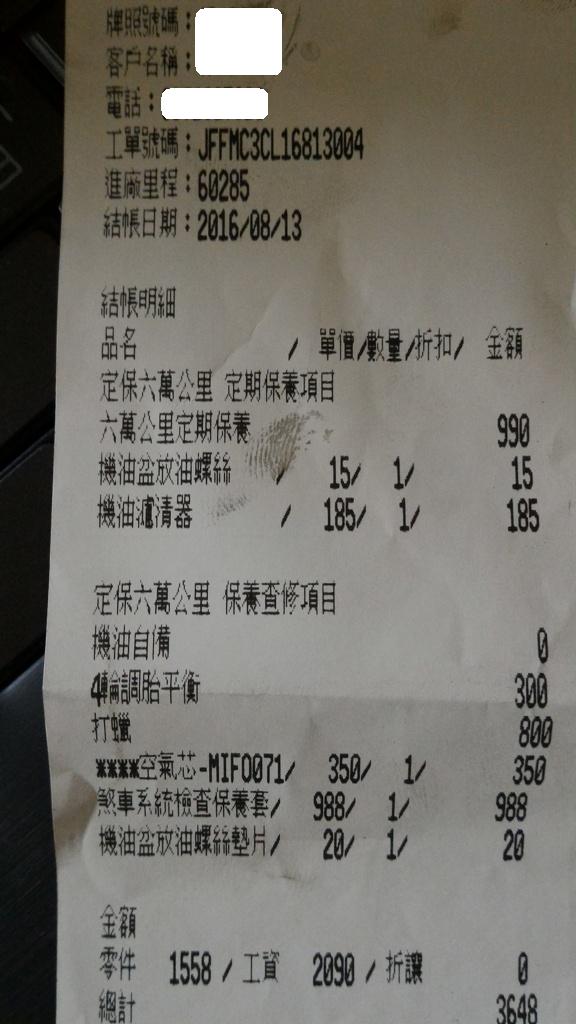 牌照號碼：
客戶名稱：
電話：
工單號碼：JFFMC3CL16813004
進廠里程：60285
結帳日期：2016/08/13
結帳明細
品名 / 單價/數量/折扣/ 金額
定保六萬公里 定期保養項目
六萬公里定期保養 990
機油盆放油螺絲 / 15/ 1/ 15
機油濾清器 / 185/ 1/ 185
定保六萬公里 保養查修項目
機油自備 0
4輪調胎平衡 300
打蠟 800
****空氣芯-MIF0071/ 350/ 1/ 350
煞車系統檢查保養套/ 988/ 1/ 988
機油盆放油螺絲墊片/ 20/ 1/ 20
金額
零件 1558 / 工資 2090 / 折讓 0
總計 3648